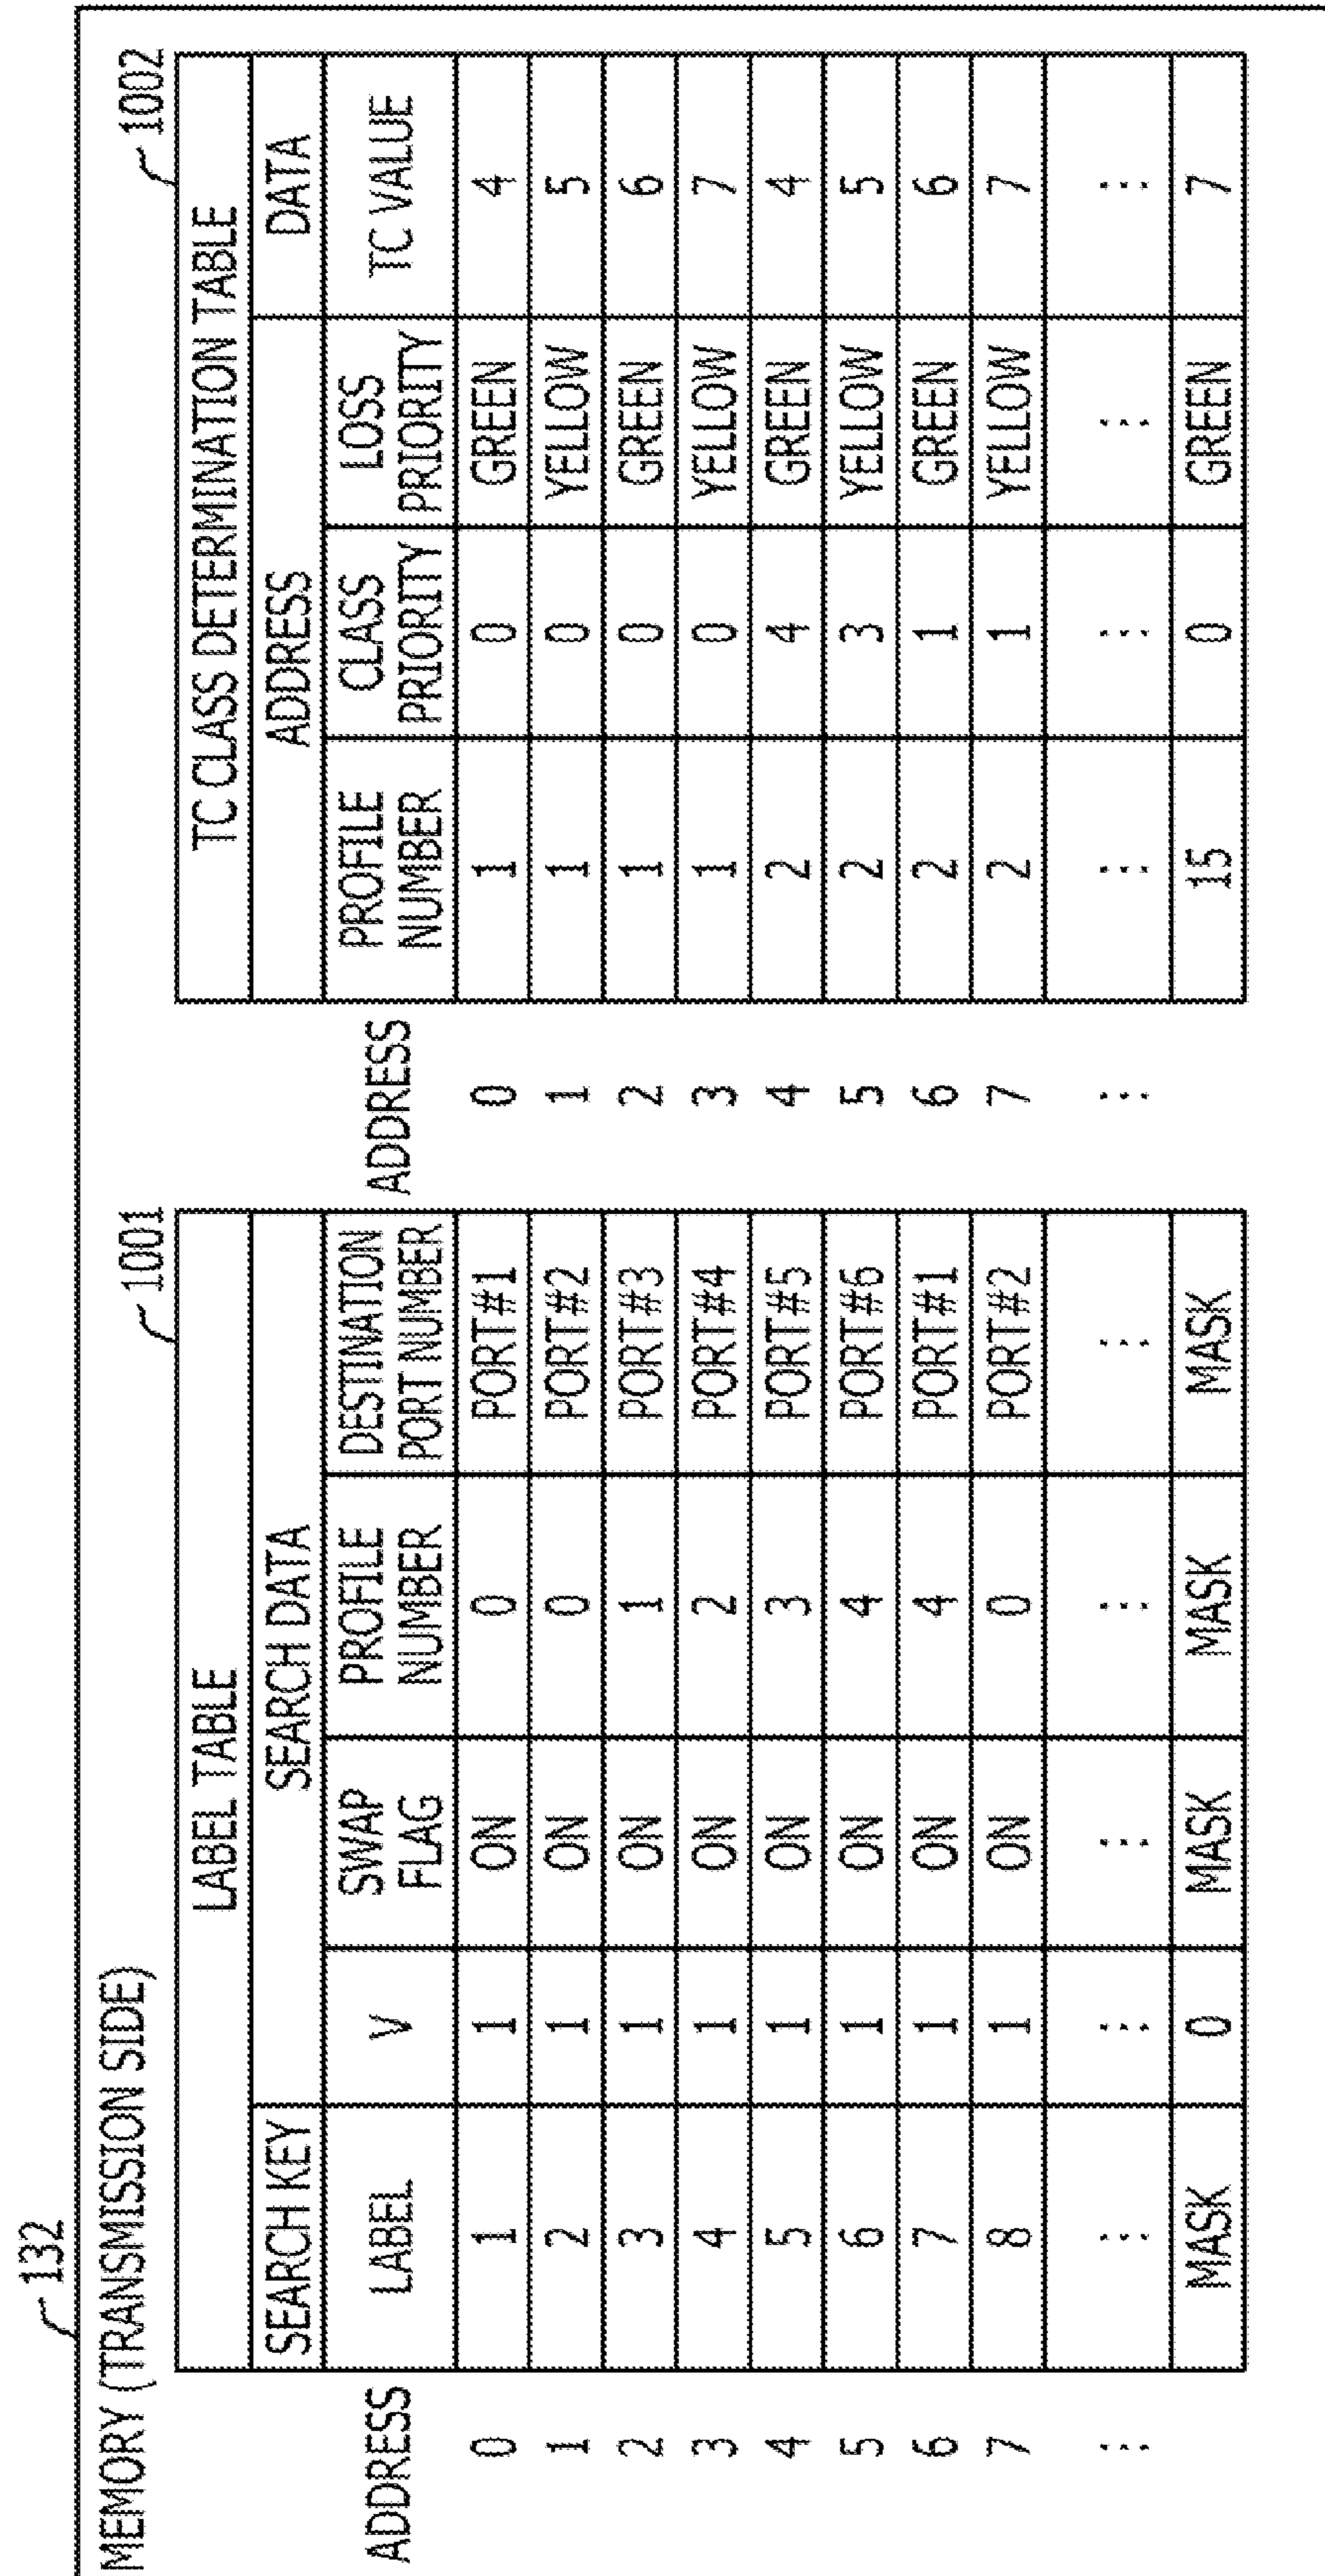 132
MEMORY (TRANSMISSION SIDE)
1001
LABEL TABLE
SEARCH KEY SEARCH DATA
ADDRESS LABEL V SWAP FLAG PROFILE NUMBER DESTINATION PORT NUMBER
0 1 1 ON 0 PORT#1
1 2 1 ON 0 PORT#2
2 3 1 ON 1 PORT#3
3 4 1 ON 2 PORT#4
4 5 1 ON 3 PORT#5
5 6 1 ON 4 PORT#6
6 7 1 ON 4 PORT#1
7 8 1 ON 0 PORT#2
⋮ ⋮ ⋮ ⋮ ⋮ ⋮
MASK 0 MASK MASK MASK
1002
TC CLASS DETERMINATION TABLE
ADDRESS DATA
ADDRESS PROFILE NUMBER CLASS PRIORITY LOSS PRIORITY TC VALUE
0 1 0 GREEN 4
1 1 0 YELLOW 5
2 1 0 GREEN 6
3 1 0 YELLOW 7
4 2 4 GREEN 4
5 2 3 YELLOW 5
6 2 1 GREEN 6
7 2 1 YELLOW 7
⋮ ⋮ ⋮ ⋮ ⋮
15 0 GREEN 7